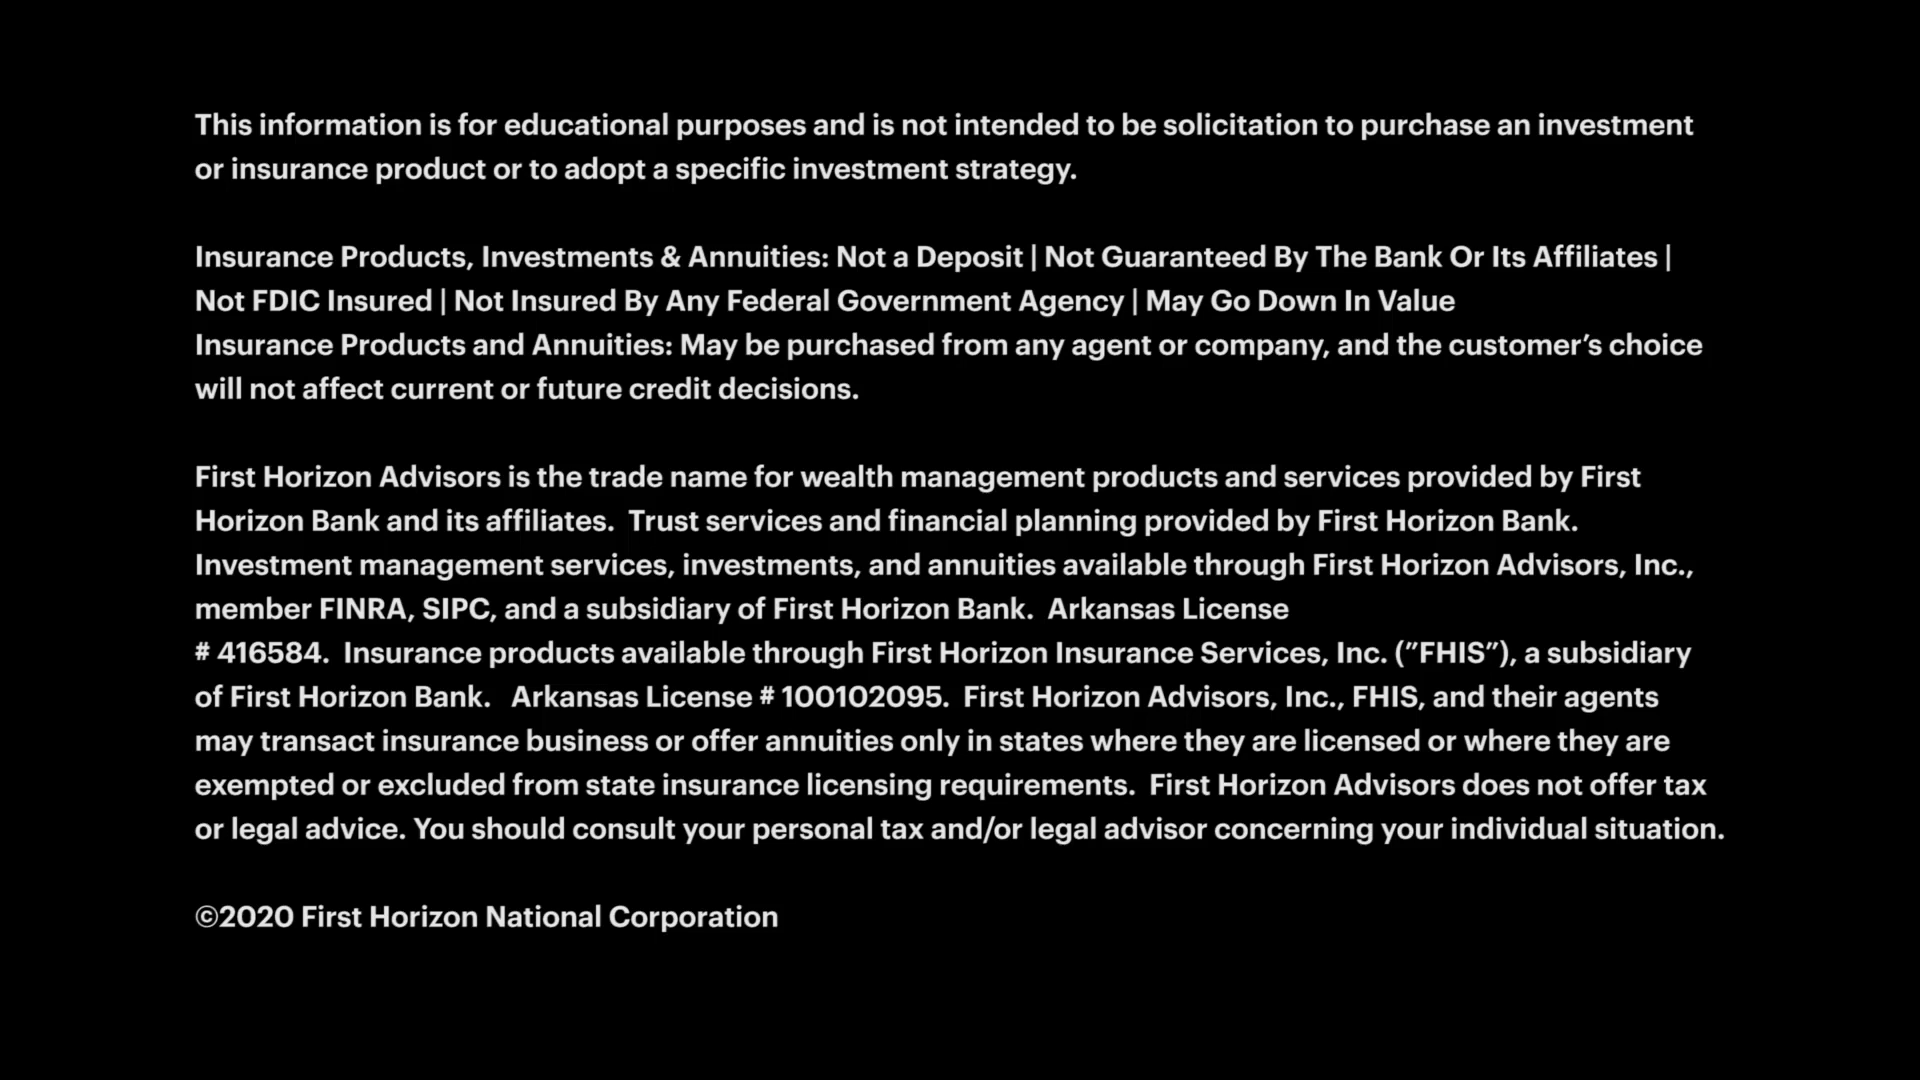 This information is for educational purposes and is not intended to be solicitation to purchase an investment
or insurance product or to adopt a specific investment strategy.
Insurance Products, Investments & Annuities: Not a Deposit | Not Guaranteed By The Bank Or Its Affiliates |
Not FDIC Insured | Not Insured By Any Federal Government Agency | May Go Down In Value
Insurance Products and Annuities: May be purchased from any agent or company, and the customer’s choice
will not affect current or future credit decisions.
First Horizon Advisors is the trade name for wealth management products and services provided by First
Horizon Bank and its affiliates.  Trust services and financial planning provided by First Horizon Bank.
Investment management services, investments, and annuities available through First Horizon Advisors, Inc.,
member FINRA, SIPC, and a subsidiary of First Horizon Bank.  Arkansas License
# 416584.  Insurance products available through First Horizon Insurance Services, Inc. (”FHIS”), a subsidiary
of First Horizon Bank.   Arkansas License # 100102095.  First Horizon Advisors, Inc., FHIS, and their agents
may transact insurance business or offer annuities only in states where they are licensed or where they are
exempted or excluded from state insurance licensing requirements.  First Horizon Advisors does not offer tax
or legal advice. You should consult your personal tax and/or legal advisor concerning your individual situation.
©2020 First Horizon National Corporation